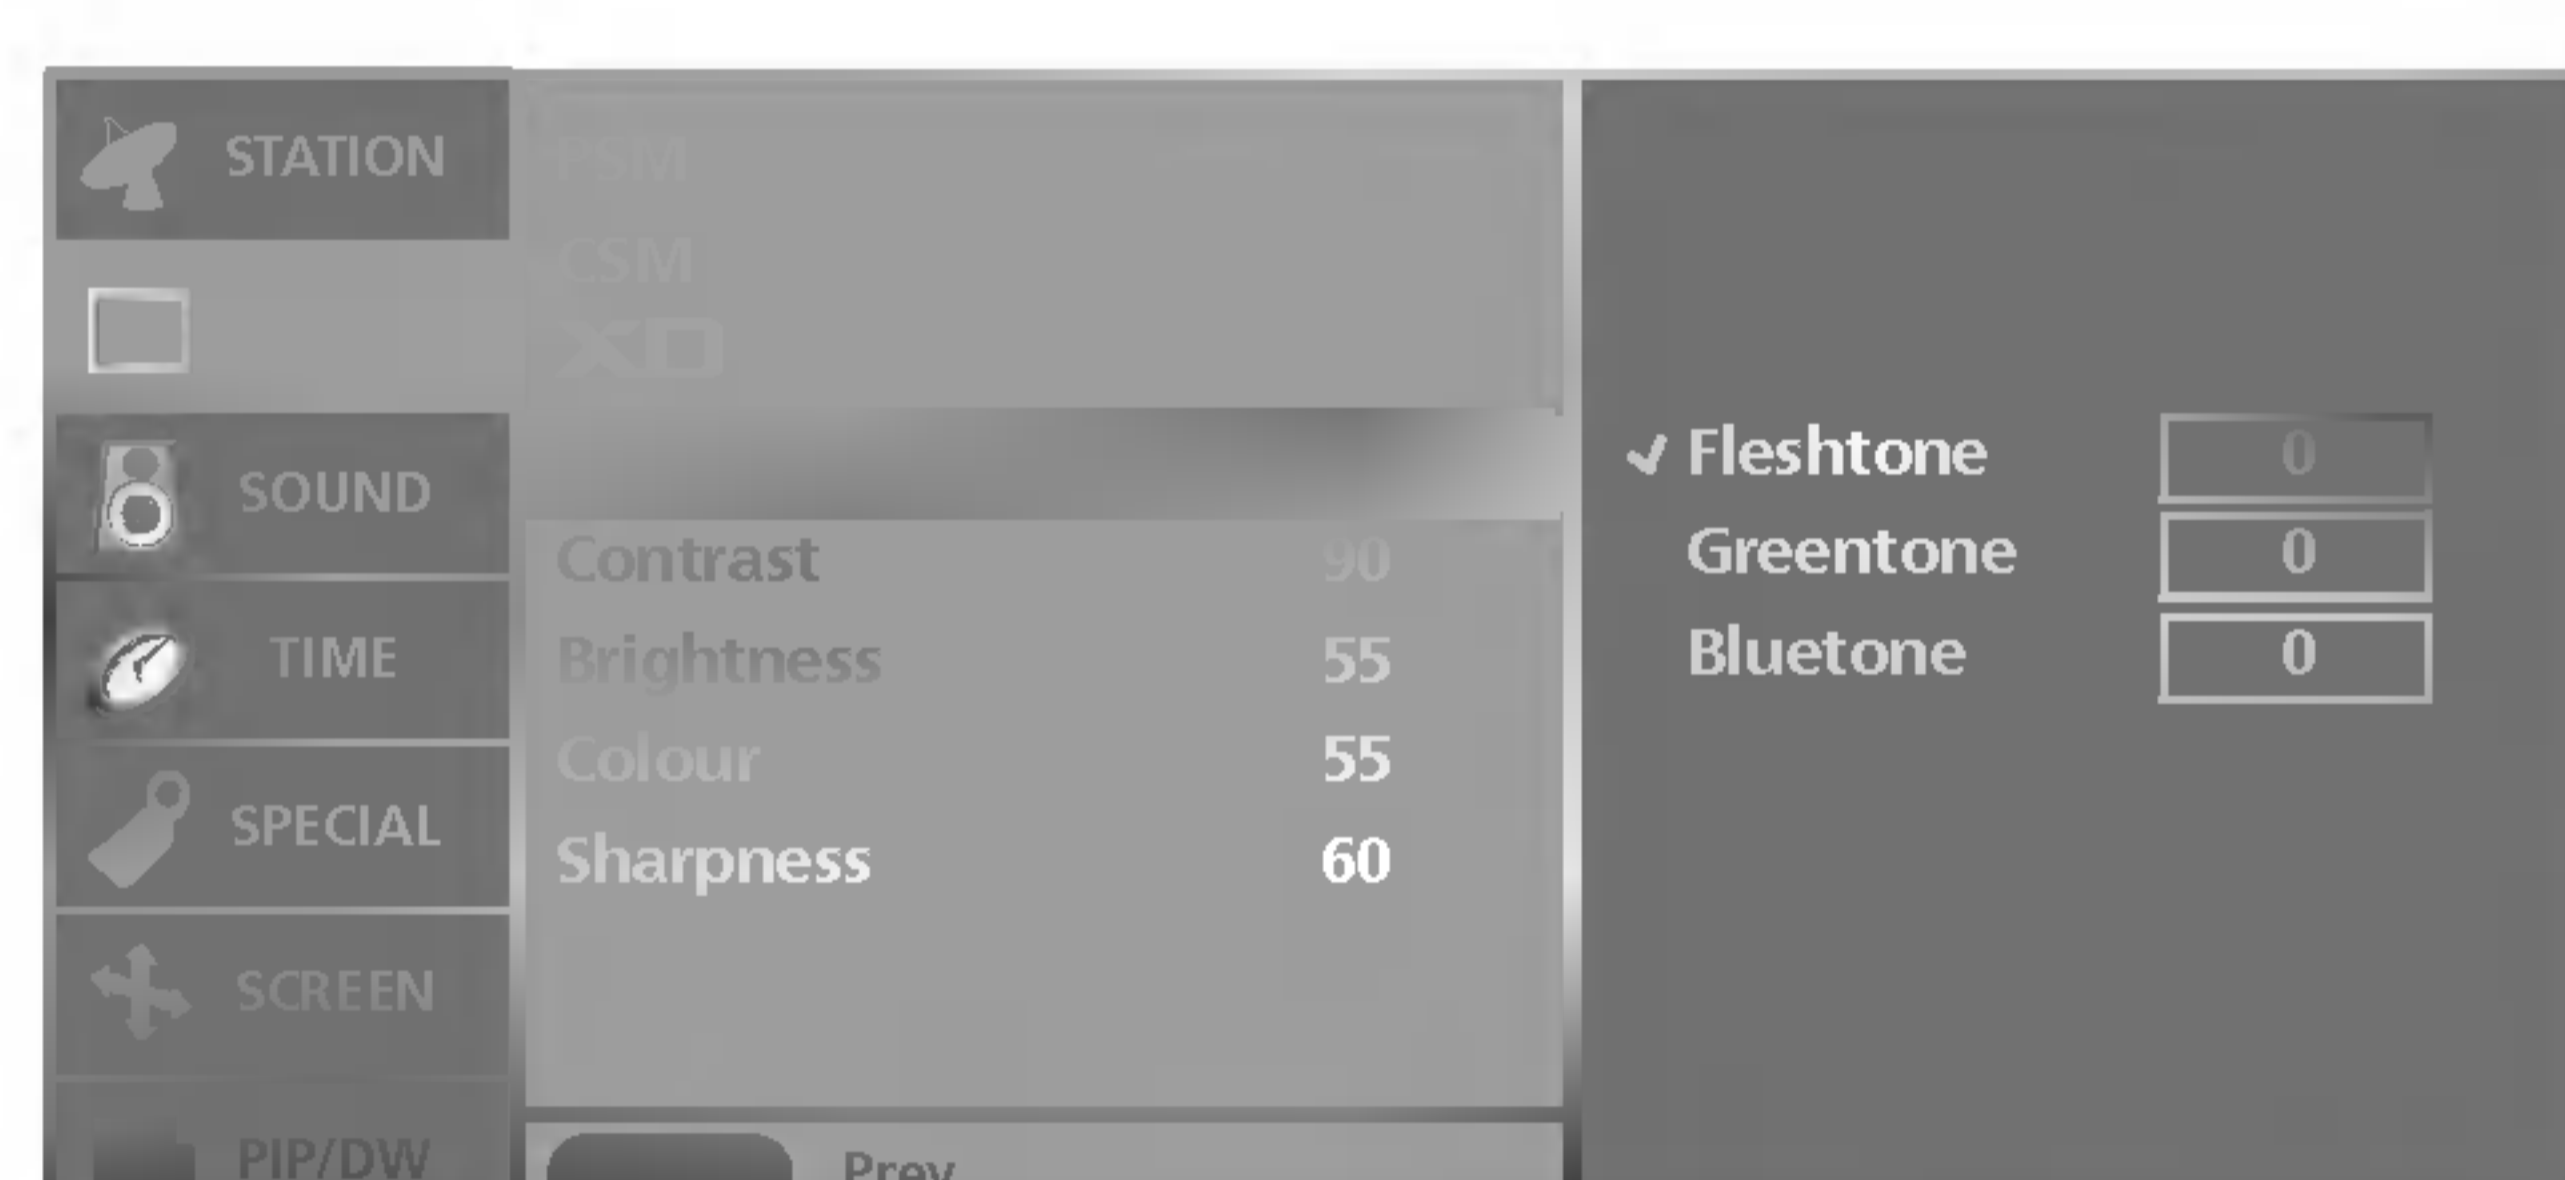 STATION
SOUND
TIME
SPECIAL
SCREEN
PIP/DW
PSM
CSM
XD
Contrast 90
Brightness 55
Colour 55
Sharpness 60
Prev
Fleshtone 0
Greentone 0
Bluetone 0